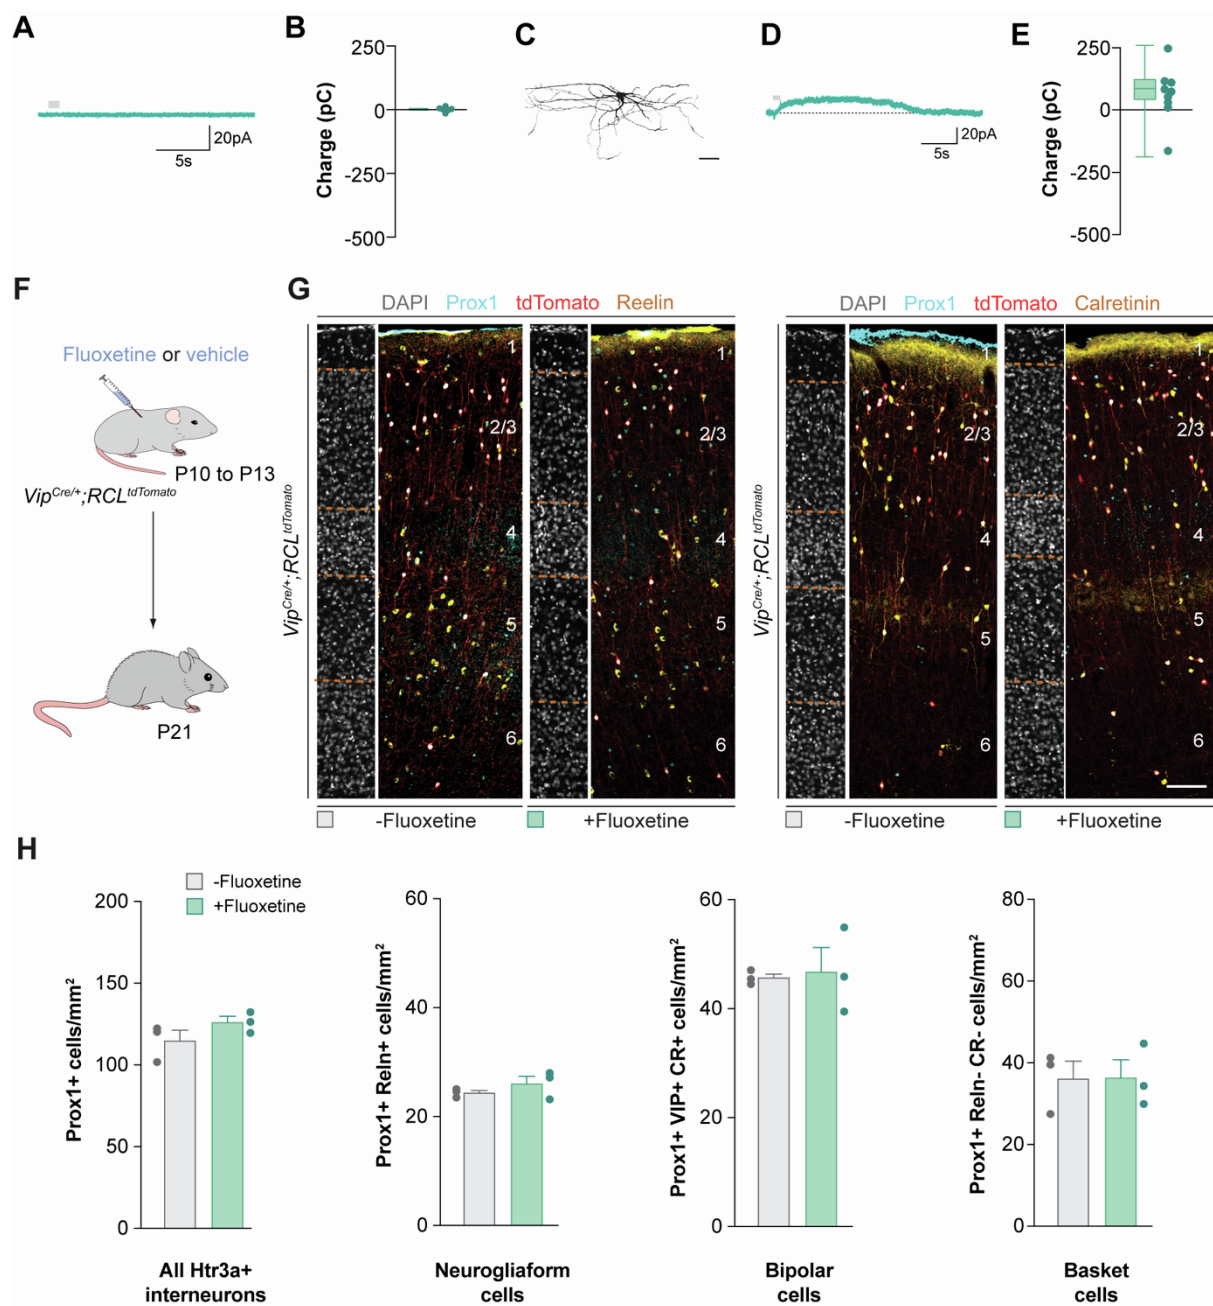 A
20pA
5s
B
Charge (pC)
250
0
-250
-500
C
D
20pA
5s
E
Charge (pC)
250
0
-250
-500
F
Fluoxetine or vehicle
P10 to P13
Vip^Cre/+;RCL^tdTomato
P21
G
DAPI Prox1 tdTomato Reelin
Vip^Cre/+;RCL^tdTomato
1
2/3
4
5
6
1
2/3
4
5
6
-Fluoxetine
+Fluoxetine
DAPI Prox1 tdTomato Calretinin
Vip^Cre/+;RCL^tdTomato
1
2/3
4
5
6
1
2/3
4
5
6
-Fluoxetine
+Fluoxetine
H
-Fluoxetine
+Fluoxetine
Prox1+ cells/mm²
200
150
100
50
0
All Htr3a+
interneurons
Prox1+ Reln+ cells/mm²
60
40
20
0
Neurogliaform
cells
Prox1+ VIP+ CR+ cells/mm²
60
40
20
0
Bipolar
cells
Prox1+ Reln- CR- cells/mm²
80
60
40
20
0
Basket
cells